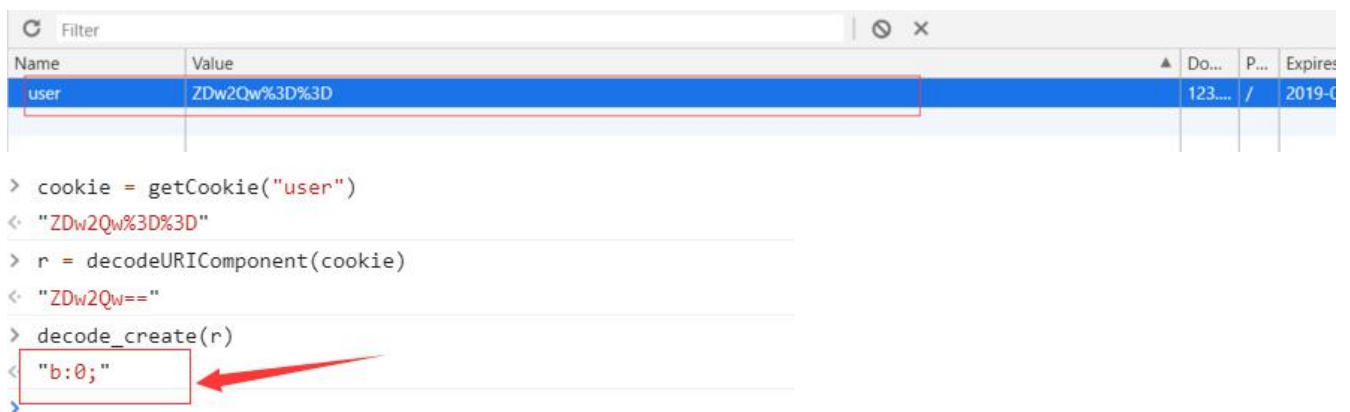 Filter
Name Value Do... P... Expires
user ZDw2Qw%3D%3D 123.... / 2019-0
> cookie = getCookie("user")
"ZDw2Qw%3D%3D"
> r = decodeURIComponent(cookie)
"ZDw2Qw=="
> decode_create(r)
"b:0;"
>